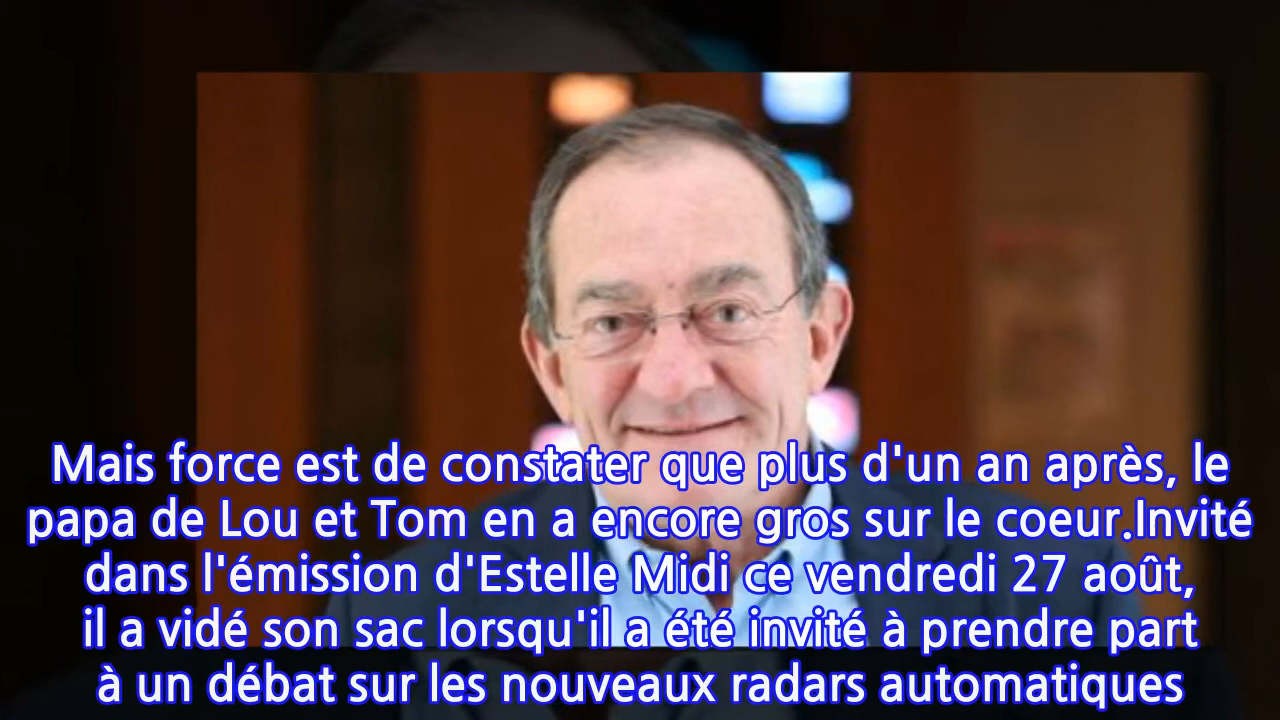 Mais force est de constater que plus d'un an après, le
papa de Lou et Tom en a encore gros sur le coeur.Invité
dans l'émission d'Estelle Midi ce vendredi 27 août,
il a vidé son sac lorsqu'il a été invité à prendre part
à un débat sur les nouveaux radars automatiques